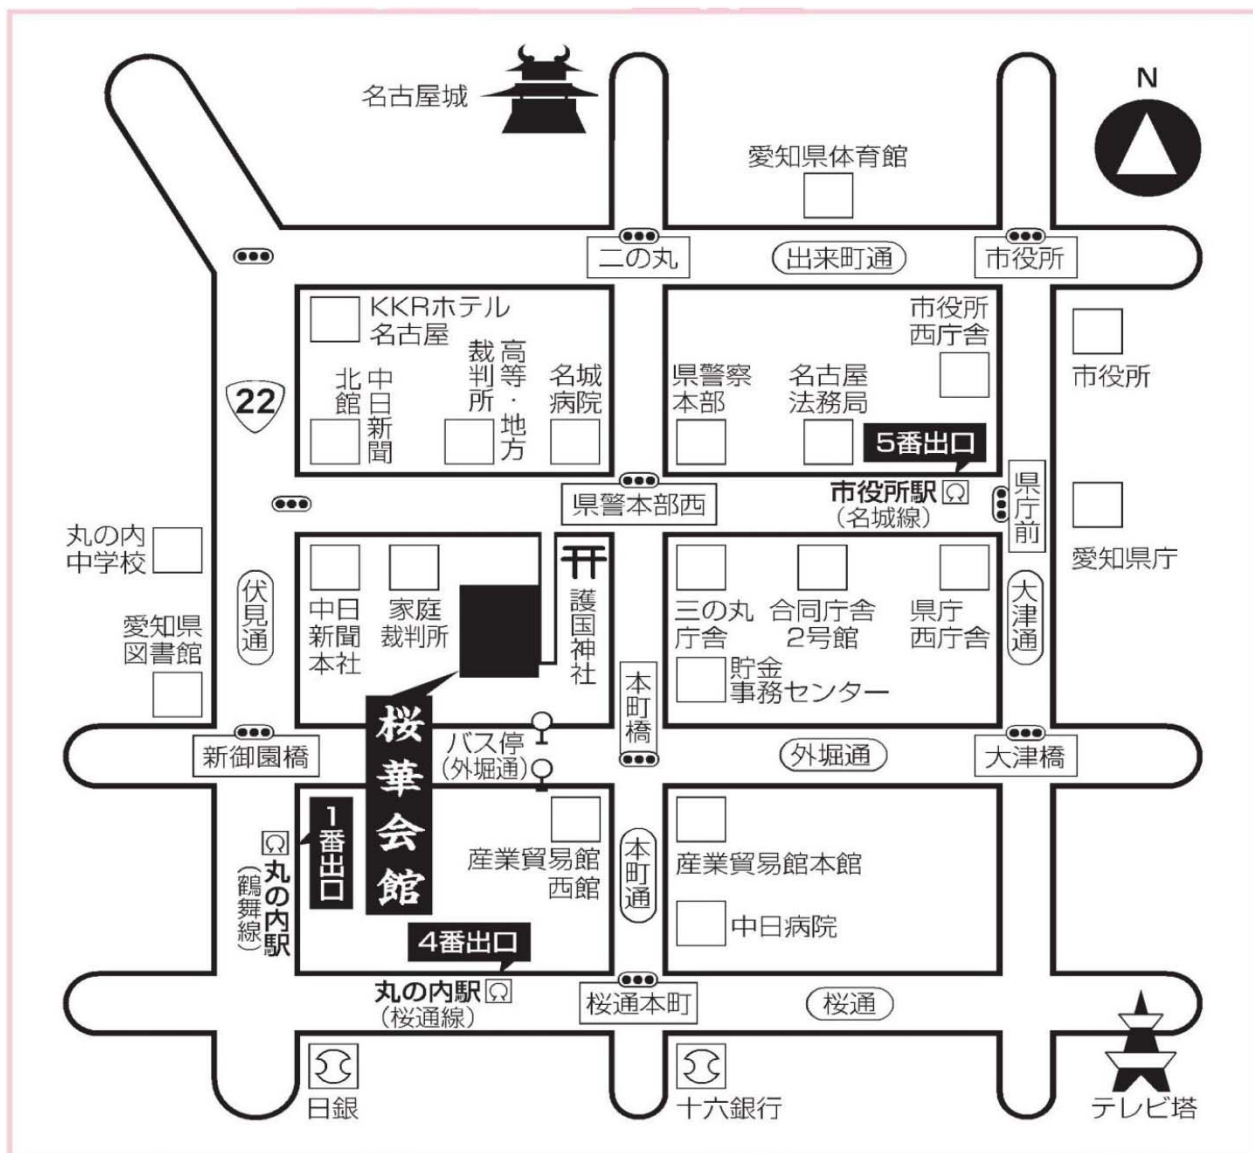 名古屋城
N
愛知県体育館
二の丸
出来町通
市役所
KKRホテル
名古屋
中日新聞
北館
高等・地方
裁判所
名城
病院
県警察
本部
名古屋
法務局
市役所
西庁舎
市役所
22
5番出口
市役所駅
(名城線)
県警本部西
県庁前
愛知県庁
丸の内
中学校
愛知県
図書館
伏見通
中日
新聞
本社
家庭
裁判所
護国神社
三の丸
庁舎
合同庁舎
2号館
県庁
西庁舎
大津通
貯金
事務センター
本町橋
桜華会館
新御園橋
バス停
(外堀通)
外堀通
大津橋
1番出口
丸の内駅
(鶴舞線)
産業貿易館
西館
本町通
産業貿易館本館
中日病院
4番出口
丸の内駅
(桜通線)
桜通本町
桜通
日銀
十六銀行
テレビ塔